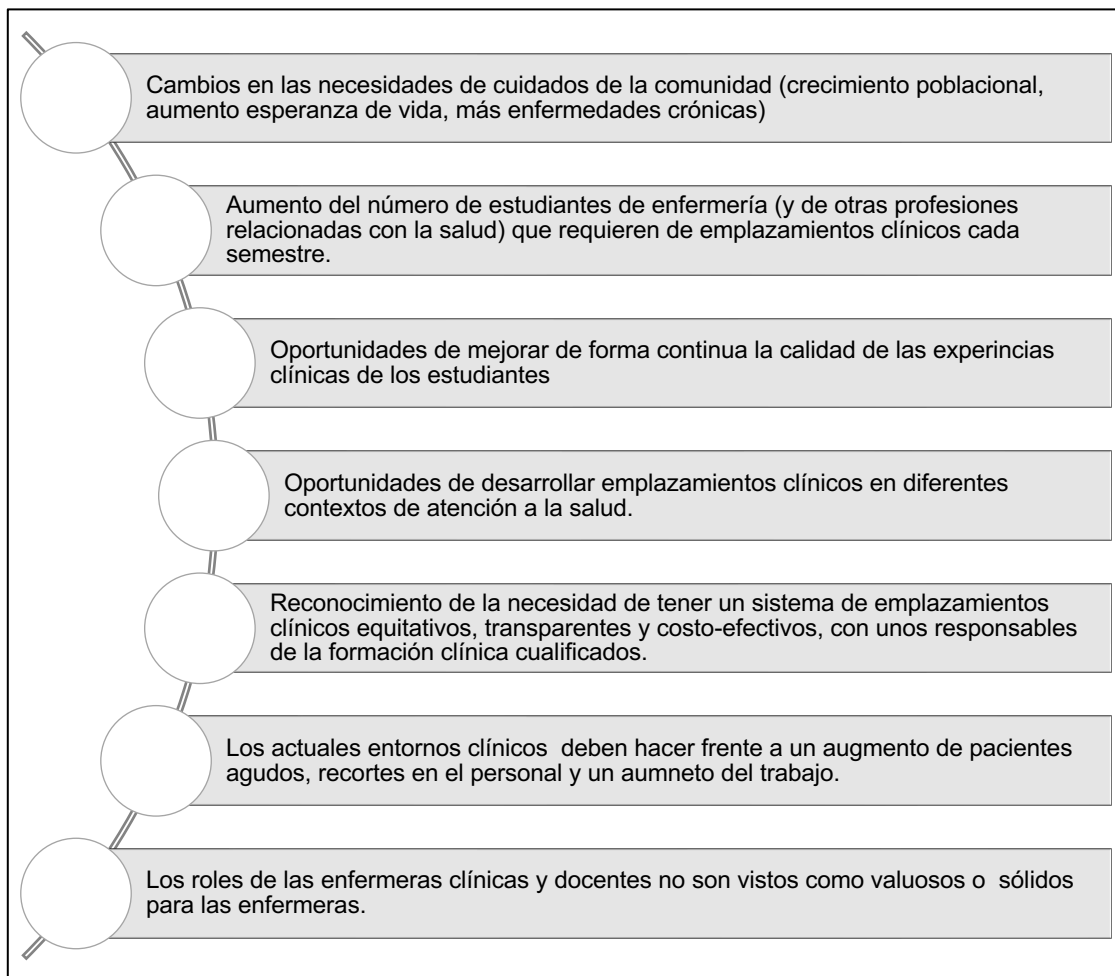 Cambios en las necesidades de cuidados de la comunidad (crecimiento poblacional,
aumento esperanza de vida, más enfermedades crónicas)
Aumento del número de estudiantes de enfermería (y de otras profesiones
relacionadas con la salud) que requieren de emplazamientos clínicos cada
semestre.
Oportunidades de mejorar de forma continua la calidad de las experincias
clínicas de los estudiantes
Oportunidades de desarrollar emplazamientos clínicos en diferentes
contextos de atención a la salud.
Reconocimiento de la necesidad de tener un sistema de emplazamientos
clínicos equitativos, transparentes y costo-efectivos, con unos responsables
de la formación clínica cualificados.
Los actuales entornos clínicos deben hacer frente a un augmento de pacientes
agudos, recortes en el personal y un aumneto del trabajo.
Los roles de las enfermeras clínicas y docentes no son vistos como valuosos o sólidos
para las enfermeras.